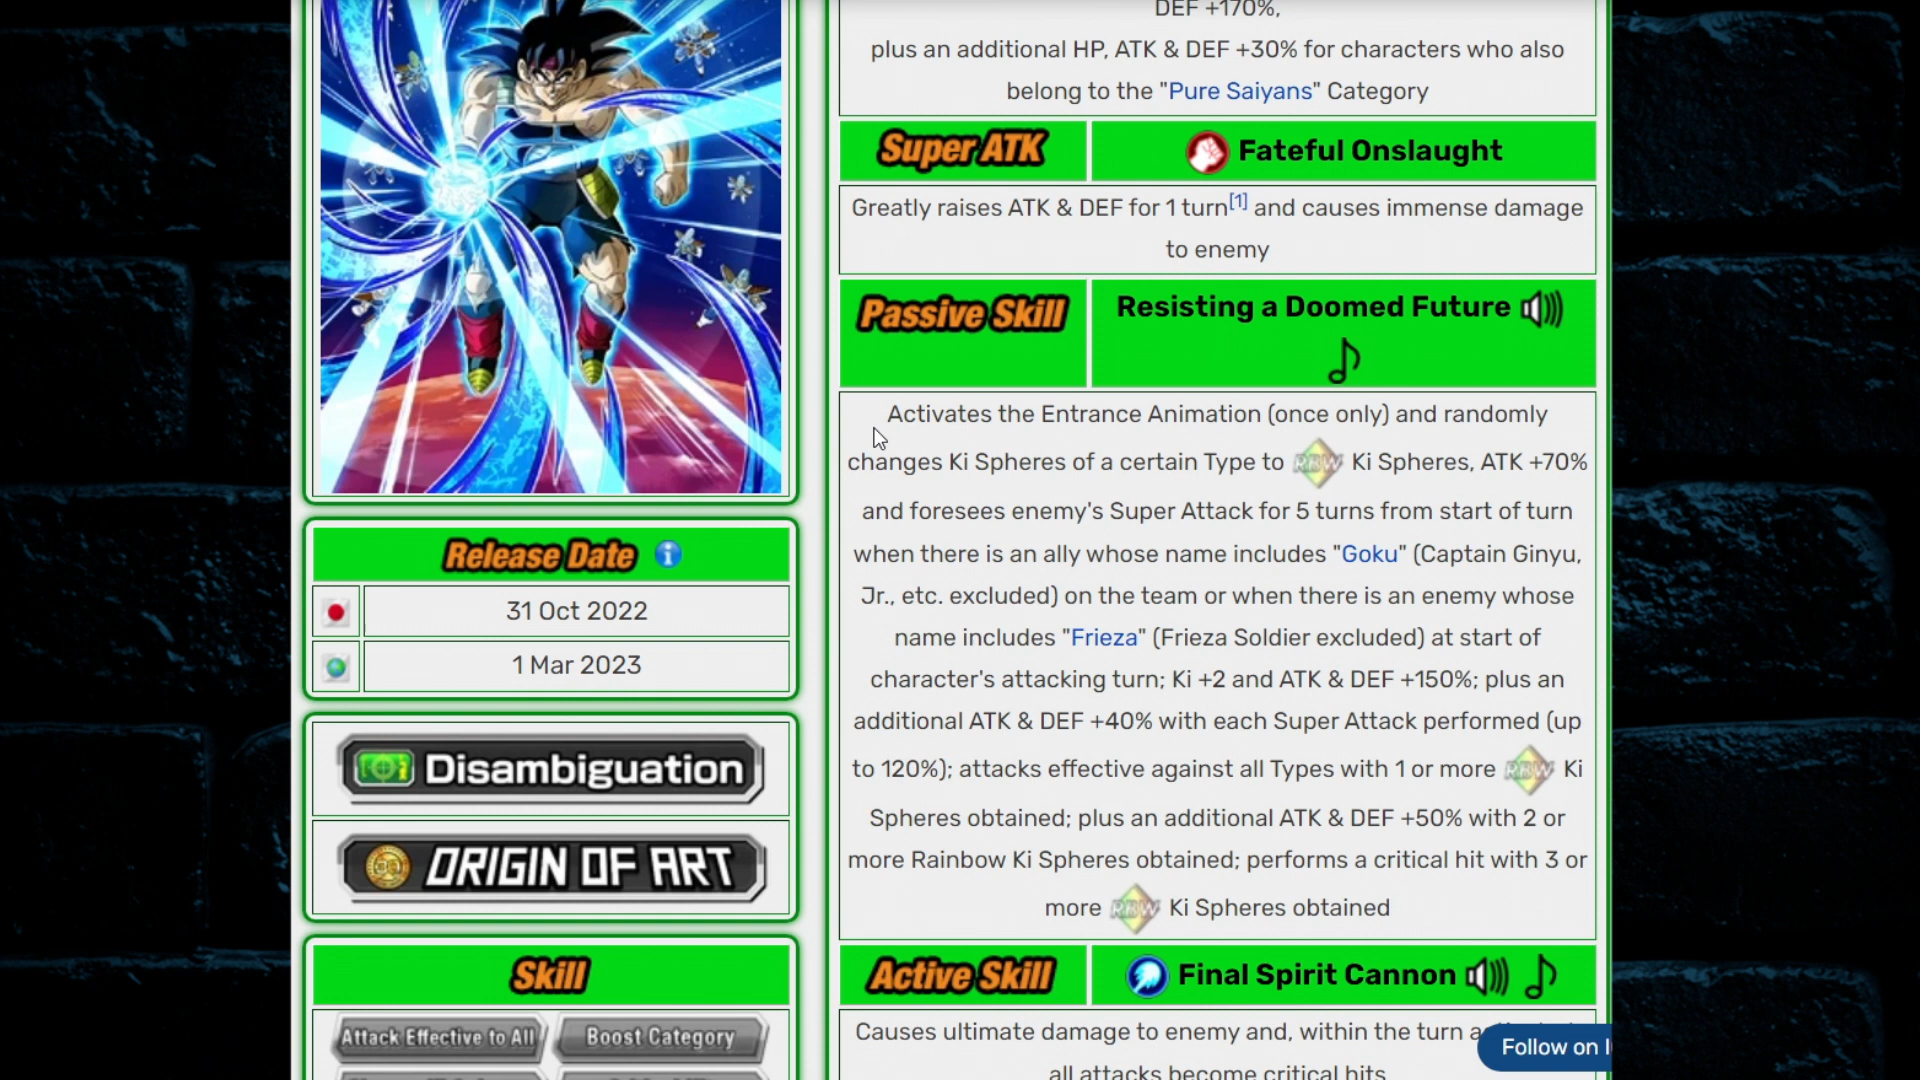 DEF +170%,
plus an additional HP, ATK & DEF +30% for characters who also
belong to the "Pure Saiyans" Category
Super ATK
Fateful Onslaught
Greatly raises ATK & DEF for 1 turn[1] and causes immense damage
to enemy
Passive Skill
Resisting a Doomed Future
Activates the Entrance Animation (once only) and randomly
changes Ki Spheres of a certain Type to RBW Ki Spheres, ATK +70%
and foresees enemy's Super Attack for 5 turns from start of turn
when there is an ally whose name includes "Goku" (Captain Ginyu,
Jr., etc. excluded) on the team or when there is an enemy whose
name includes "Frieza" (Frieza Soldier excluded) at start of
character's attacking turn; Ki +2 and ATK & DEF +150%; plus an
additional ATK & DEF +40% with each Super Attack performed (up
to 120%); attacks effective against all Types with 1 or more RBW Ki
Spheres obtained; plus an additional ATK & DEF +50% with 2 or
more Rainbow Ki Spheres obtained; performs a critical hit with 3 or
more RBW Ki Spheres obtained
Active Skill
Final Spirit Cannon
Causes ultimate damage to enemy and, within the turn
all attacks become critical hits
Follow on
Release Date
31 Oct 2022
1 Mar 2023
Disambiguation
ORIGIN OF ART
Skill
Attack Effective to All
Boost Category